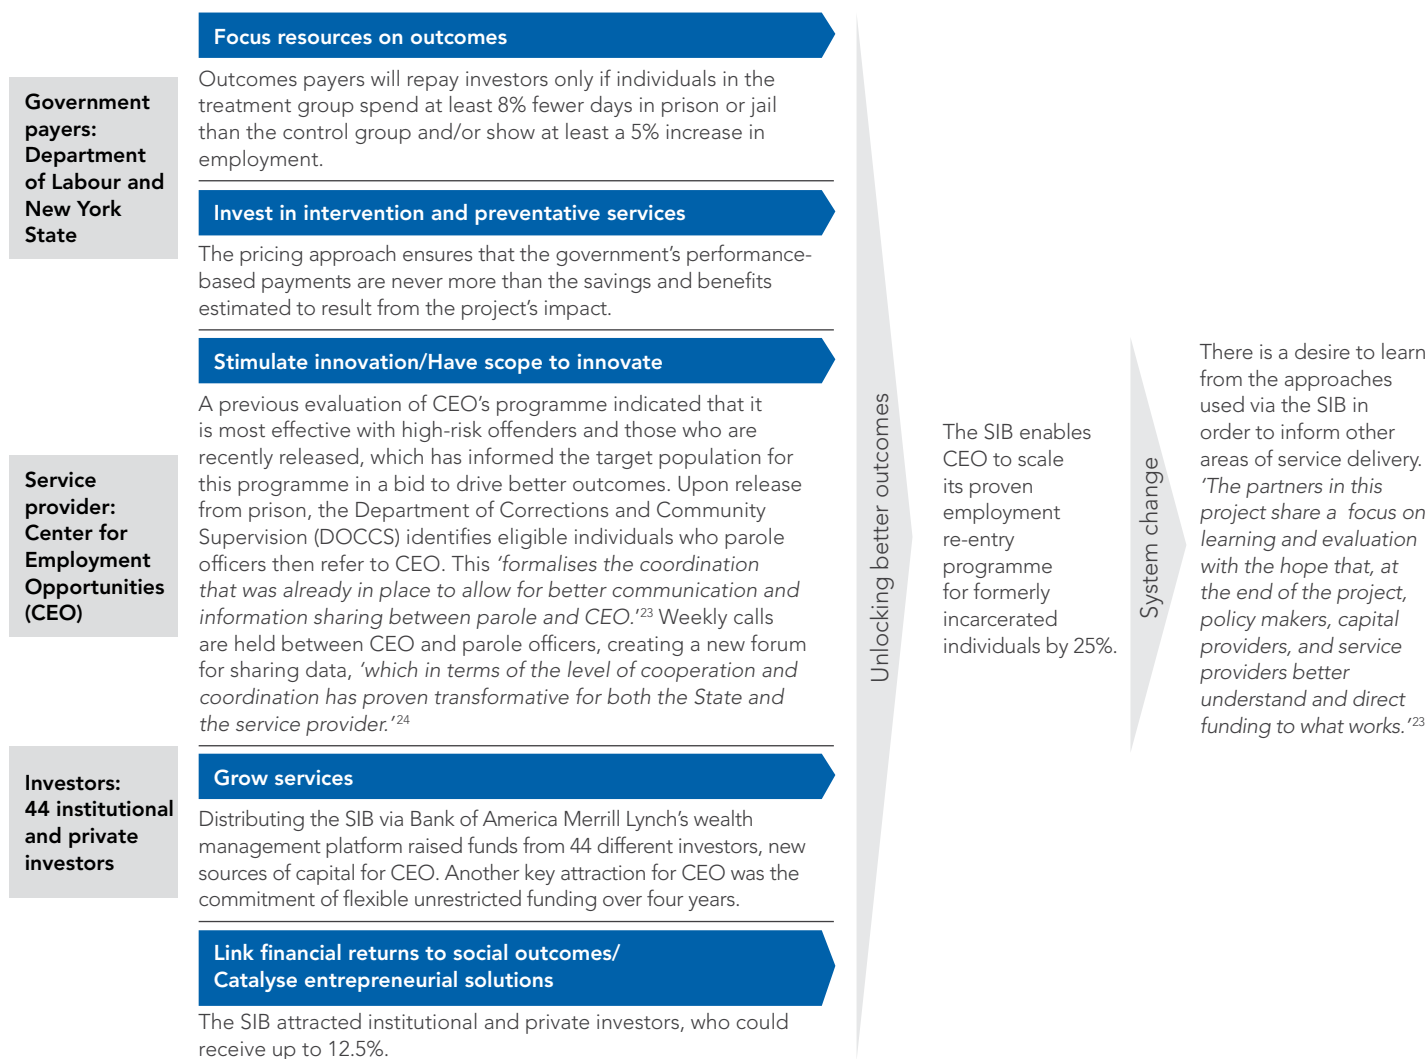 Government
payers:
Department
of Labour and
New York
State
Focus resources on outcomes
Outcomes payers will repay investors only if individuals in the
treatment group spend at least 8% fewer days in prison or jail
than the control group and/or show at least a 5% increase in
employment.
Invest in intervention and preventative services
The pricing approach ensures that the government’s performance-
based payments are never more than the savings and benefits
estimated to result from the project’s impact.
Service
provider:
Center for
Employment
Opportunities
(CEO)
Stimulate innovation/Have scope to innovate
A previous evaluation of CEO’s programme indicated that it
is most effective with high-risk offenders and those who are
recently released, which has informed the target population for
this programme in a bid to drive better outcomes. Upon release
from prison, the Department of Corrections and Community
Supervision (DOCCS) identifies eligible individuals who parole
officers then refer to CEO. This ‘formalises the coordination
that was already in place to allow for better communication and
information sharing between parole and CEO.’23 Weekly calls
are held between CEO and parole officers, creating a new forum
for sharing data, ‘which in terms of the level of cooperation and
coordination has proven transformative for both the State and
the service provider.’24
Investors:
44 institutional
and private
investors
Grow services
Distributing the SIB via Bank of America Merrill Lynch’s wealth
management platform raised funds from 44 different investors, new
sources of capital for CEO. Another key attraction for CEO was the
commitment of flexible unrestricted funding over four years.
Link financial returns to social outcomes/
Catalyse entrepreneurial solutions
The SIB attracted institutional and private investors, who could
receive up to 12.5%.
Unlocking better outcomes
The SIB enables
CEO to scale
its proven
employment
re-entry
programme
for formerly
incarcerated
individuals by 25%.
System change
There is a desire to learn
from the approaches
used via the SIB in
order to inform other
areas of service delivery.
‘The partners in this
project share a focus on
learning and evaluation
with the hope that, at
the end of the project,
policy makers, capital
providers, and service
providers better
understand and direct
funding to what works.’23